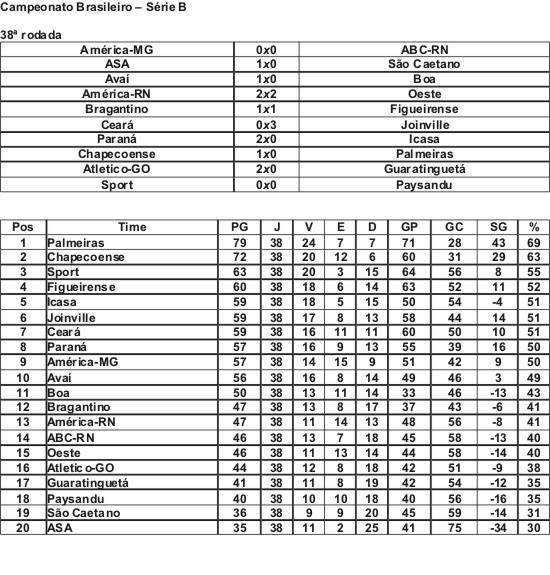 Campeonato Brasileiro – Série B
38ª rodada
América-MG 0x0 ABC-RN
ASA 1x0 São Caetano
Avaí 1x0 Boa
América-RN 2x2 Oeste
Bragantino 1x1 Figueirense
Ceará 0x3 Joinville
Paraná 2x0 Icasa
Chapecoense 1x0 Palmeiras
Atletico-GO 2x0 Guaratinguetá
Sport 0x0 Paysandu
Pos Time PG J V E D GP GC SG %
1 Palmeiras 79 38 24 7 7 71 28 43 69
2 Chapecoense 72 38 20 12 6 60 31 29 63
3 Sport 63 38 20 3 15 64 56 8 55
4 Figueirense 60 38 18 6 14 63 52 11 52
5 Icasa 59 38 18 5 15 50 54 -4 51
6 Joinville 59 38 17 8 13 58 44 14 51
7 Ceará 59 38 16 11 11 60 50 10 51
8 Paraná 57 38 16 9 13 55 39 16 50
9 América-MG 57 38 14 15 9 51 42 9 50
10 Avaí 56 38 16 8 14 49 46 3 49
11 Boa 50 38 13 11 14 33 46 -13 43
12 Bragantino 47 38 13 8 17 37 43 -6 41
13 América-RN 47 38 11 14 13 48 56 -8 41
14 ABC-RN 46 38 13 7 18 45 58 -13 40
15 Oeste 46 38 11 13 14 44 58 -14 40
16 Atletico-GO 44 38 12 8 18 42 51 -9 38
17 Guaratinguetá 41 38 11 8 19 42 54 -12 35
18 Paysandu 40 38 10 10 18 40 56 -16 35
19 São Caetano 36 38 9 9 20 45 59 -14 31
20 ASA 35 38 11 2 25 41 75 -34 30